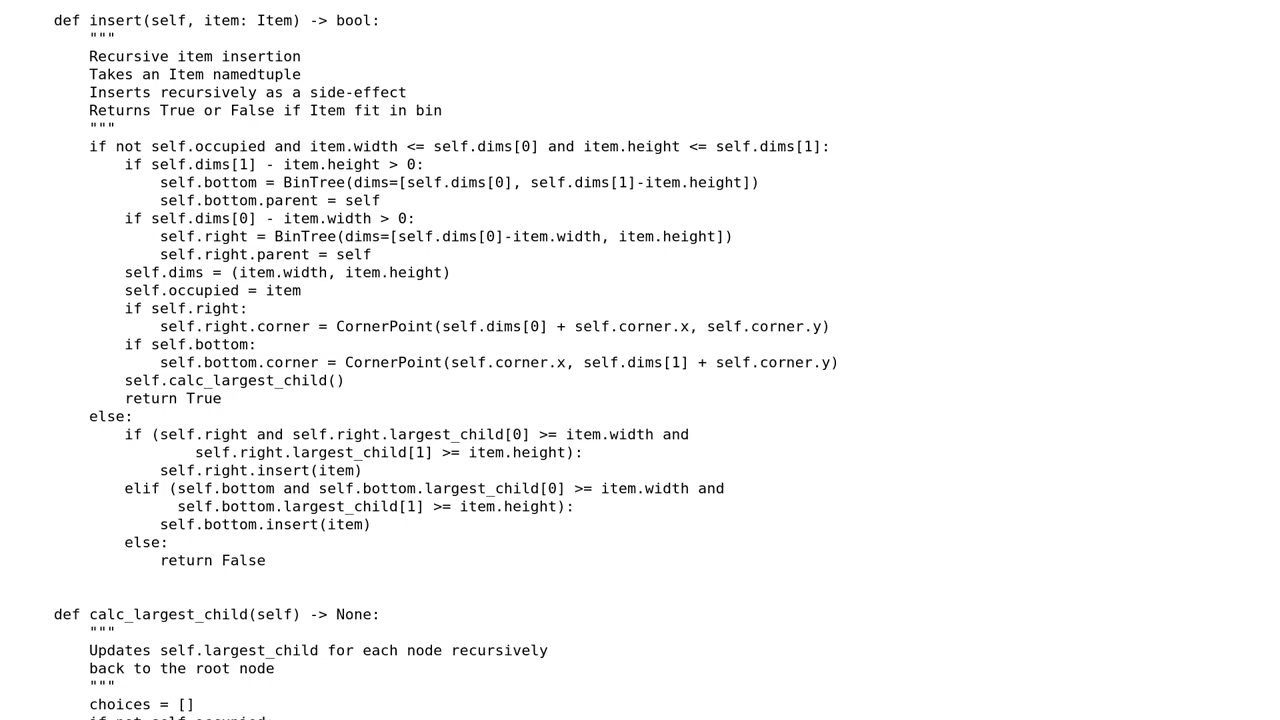 def insert(self, item: Item) -> bool:
    """
    Recursive item insertion
    Takes an Item namedtuple
    Inserts recursively as a side-effect
    Returns True or False if Item fit in bin
    """
    if not self.occupied and item.width <= self.dims[0] and item.height <= self.dims[1]:
        if self.dims[1] - item.height > 0:
            self.bottom = BinTree(dims=[self.dims[0], self.dims[1]-item.height])
            self.bottom.parent = self
        if self.dims[0] - item.width > 0:
            self.right = BinTree(dims=[self.dims[0]-item.width, item.height])
            self.right.parent = self
        self.dims = (item.width, item.height)
        self.occupied = item
        if self.right:
            self.right.corner = CornerPoint(self.dims[0] + self.corner.x, self.corner.y)
        if self.bottom:
            self.bottom.corner = CornerPoint(self.corner.x, self.dims[1] + self.corner.y)
        self.calc_largest_child()
        return True
    else:
        if (self.right and self.right.largest_child[0] >= item.width and
                self.right.largest_child[1] >= item.height):
            self.right.insert(item)
        elif (self.bottom and self.bottom.largest_child[0] >= item.width and
              self.bottom.largest_child[1] >= item.height):
            self.bottom.insert(item)
        else:
            return False


def calc_largest_child(self) -> None:
    """
    Updates self.largest_child for each node recursively
    back to the root node
    """
    choices = []
    if not self.occupied: